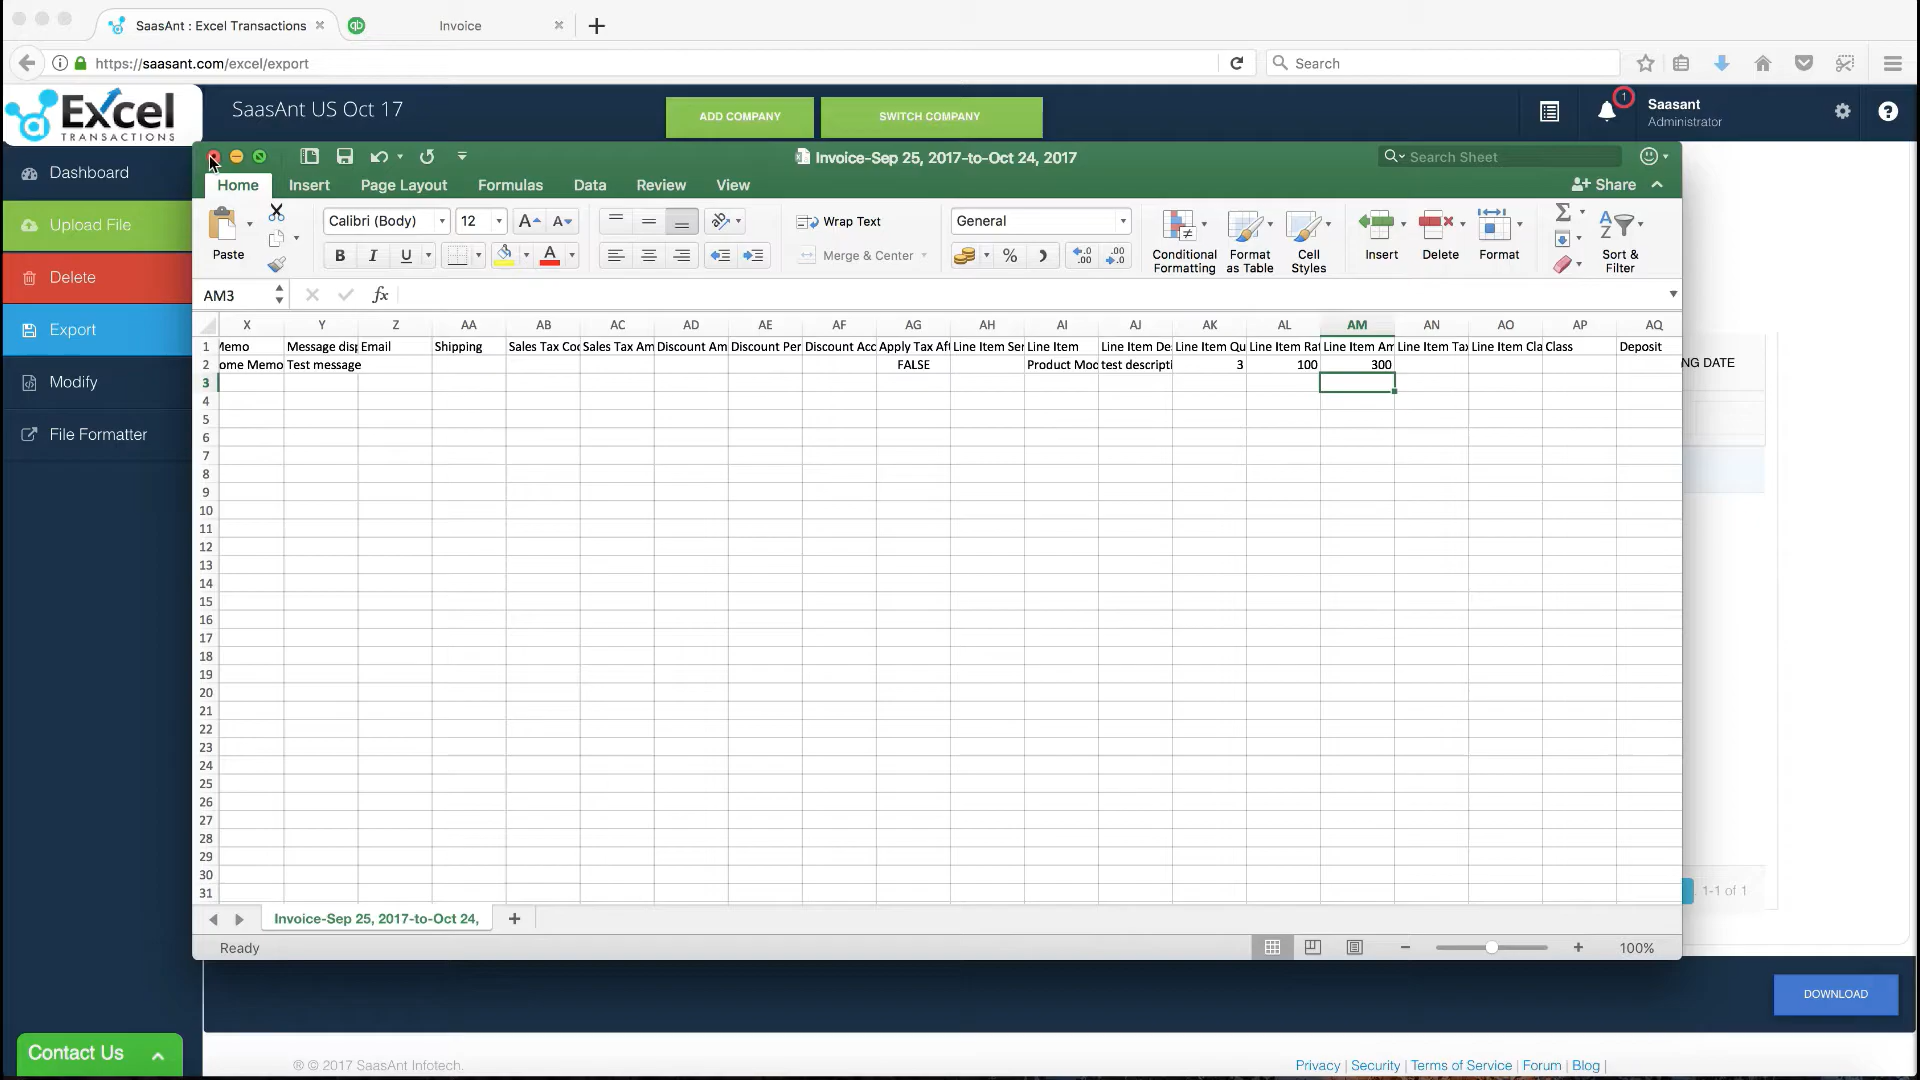 SaasAnt : Excel Transactions
qb
Invoice
https://saasant.com/excel/export
Search
Excel
TRANSACTIONS
SaasAnt US Oct 17
ADD COMPANY
SWITCH COMPANY
1
Saasant
Administrator
Dashboard
Upload File
Delete
Export
Modify
File Formatter
Invoice-Sep 25, 2017-to-Oct 24, 2017
Search Sheet
Home Insert Page Layout Formulas Data Review View
Share
Paste
Calibri (Body) 12
Wrap Text
Merge & Center
General
Conditional Formatting
Format as Table
Cell Styles
Insert Delete Format
Sort & Filter
AM3
fx
X Y Z AA AB AC AD AE AF AG AH AI AJ AK AL AM AN AO AP AQ
1 Memo Message disp Email Shipping Sales Tax Cod Sales Tax Am Discount Am Discount Per Discount Acc Apply Tax Aft Line Item Ser Line Item Line Item De Line Item Qu Line Item Ra Line Item Am Line Item Tax Line Item Cla Class Deposit
2 ome Memo Test message FALSE Product Mod test descripti 3 100 300
3
4
5
6
7
8
9
10
11
12
13
14
15
16
17
18
19
20
21
22
23
24
25
26
27
28
29
30
31
NG DATE
1-1 of 1
Invoice-Sep 25, 2017-to-Oct 24,
Ready
100%
DOWNLOAD
Contact Us
® © 2017 SaasAnt Infotech.
Privacy | Security | Terms of Service | Forum | Blog |